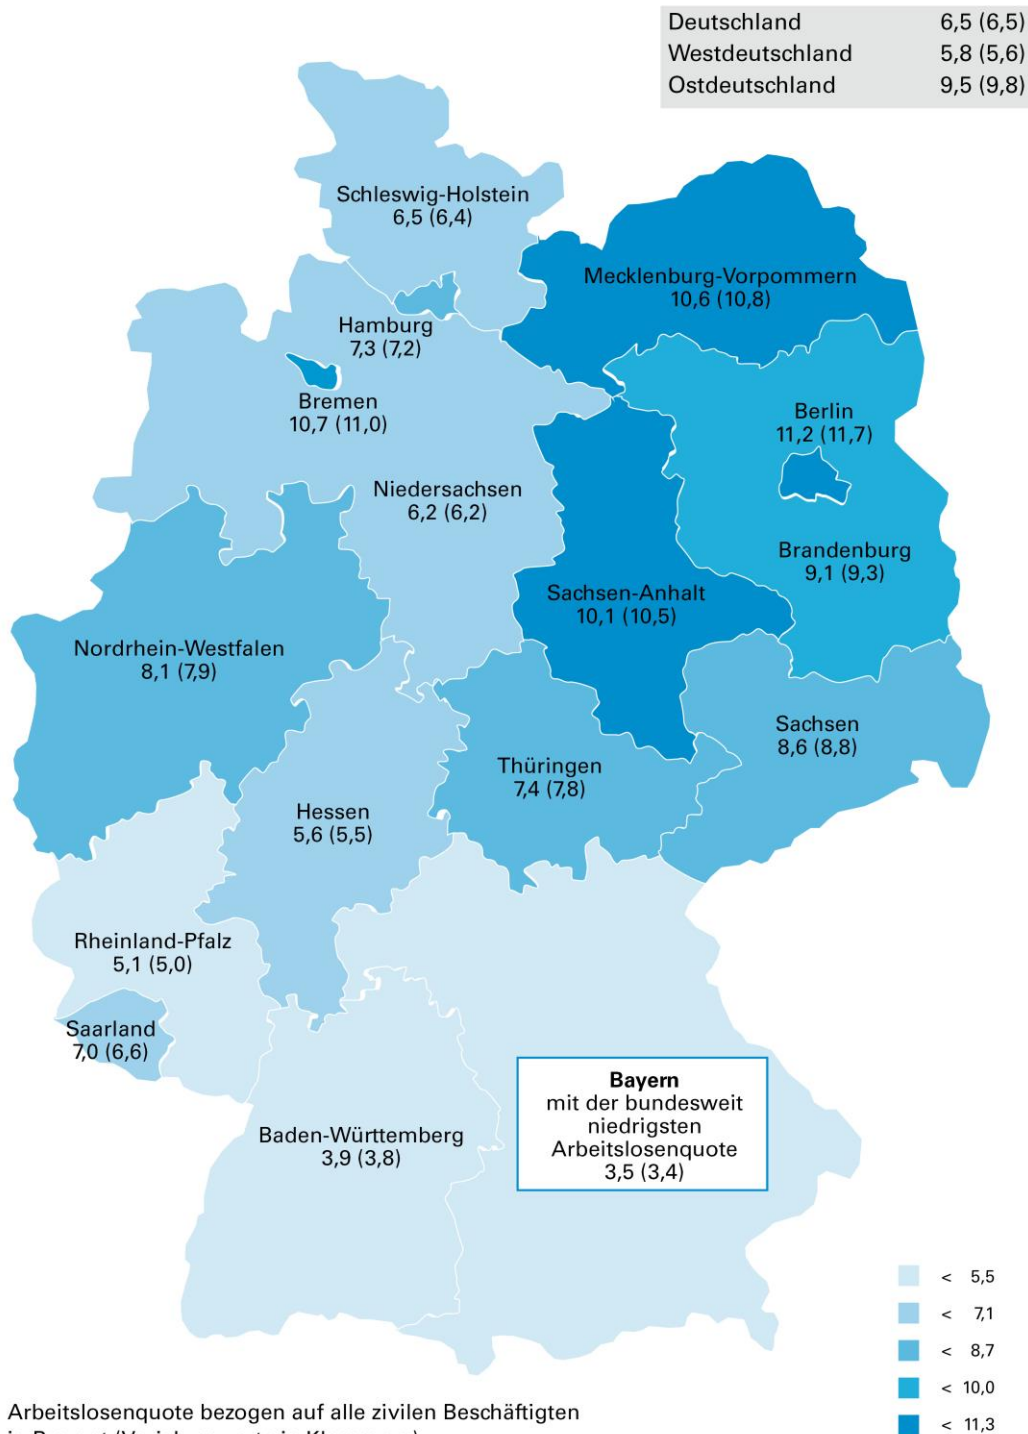 Deutschland 6,5 (6,5)
Westdeutschland 5,8 (5,6)
Ostdeutschland 9,5 (9,8)
Schleswig-Holstein
6,5 (6,4)
Mecklenburg-Vorpommern
10,6 (10,8)
Hamburg
7,3 (7,2)
Bremen
10,7 (11,0)
Berlin
11,2 (11,7)
Niedersachsen
6,2 (6,2)
Brandenburg
9,1 (9,3)
Sachsen-Anhalt
10,1 (10,5)
Nordrhein-Westfalen
8,1 (7,9)
Sachsen
8,6 (8,8)
Thüringen
7,4 (7,8)
Hessen
5,6 (5,5)
Rheinland-Pfalz
5,1 (5,0)
Saarland
7,0 (6,6)
Bayern
mit der bundesweit
niedrigsten
Arbeitslosenquote
3,5 (3,4)
Baden-Württemberg
3,9 (3,8)
< 5,5
< 7,1
< 8,7
< 10,0
< 11,3
Arbeitslosenquote bezogen auf alle zivilen Beschäftigten